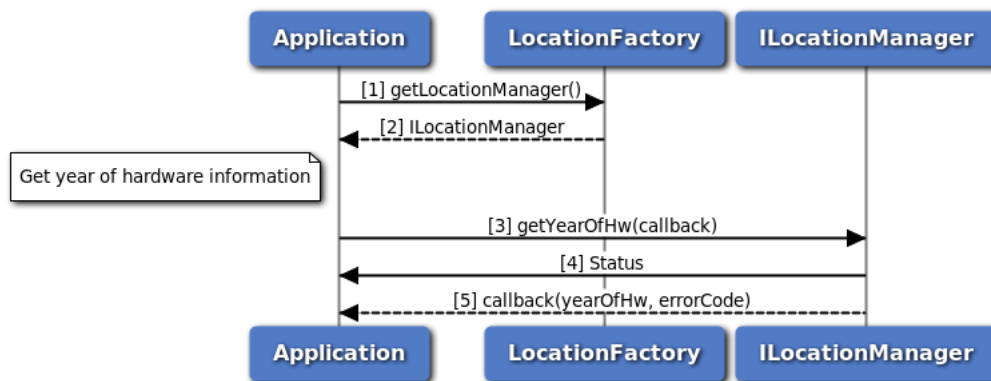 Application
LocationFactory
ILocationManager
[1] getLocationManager()
[2] ILocationManager
Get year of hardware information
[3] getYearOfHw(callback)
[4] Status
[5] callback(yearOfHw, errorCode)
Application
LocationFactory
ILocationManager